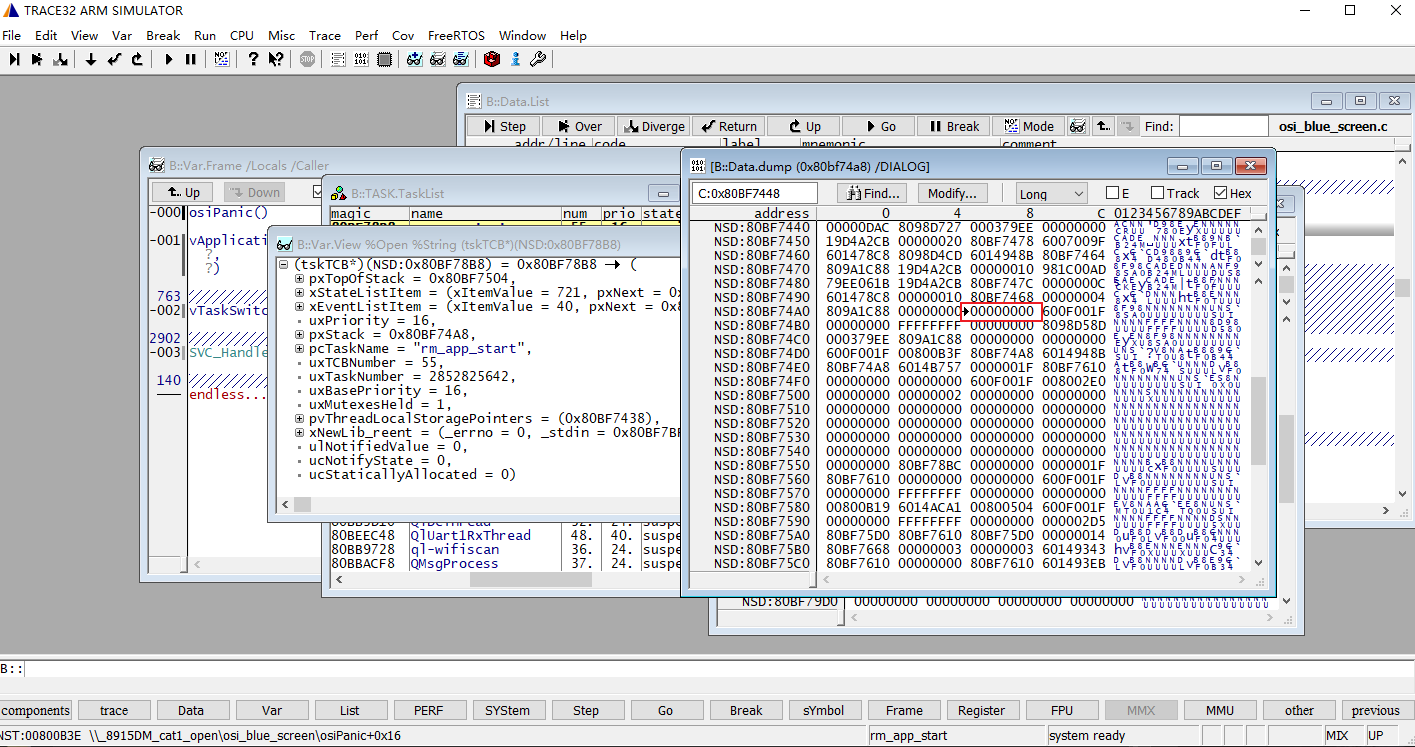 TRACE32 ARM SIMULATOR
File Edit View Var Break Run CPU Misc Trace Perf Cov FreeRTOS Window Help
B::Data.List
Step Over Diverge Return Up Go Break Mode Find: osi_blue_screen.c
addr/line code label mnemonic comment
B::Var.Frame /Locals /Caller
Up Down
-000 osiPanic()
-001 vApplicati
?,
?)
763
-002 vTaskSwitc
2902
-003 SVC_Handle
140
endless...
B::TASK.TaskList
magic name num prio state
B::Var.View %Open %String (tskTCB*)(NSD:0x80BF78B8)
(tskTCB*)(NSD:0x80BF78B8) = 0x80BF78B8 → (
pxTopOfStack = 0x80BF7504,
xStateListItem = (xItemValue = 721, pxNext = 0x
xEventListItem = (xItemValue = 40, pxNext = 0x8
uxPriority = 16,
pxStack = 0x80BF74A8,
pcTaskName = "rm_app_start",
uxTCBNumber = 55,
uxTaskNumber = 2852825642,
uxBasePriority = 16,
uxMutexesHeld = 1,
pvThreadLocalStoragePointers = (0x80BF7438),
xNewLib_reent = (_errno = 0, _stdin = 0x80BF7BF
ulNotifiedValue = 0,
ucNotifyState = 0,
ucStaticallyAllocated = 0)
80BEEC48 QlUart1RxThread 48. 40. suspe
80BB9728 ql-wifiscan 36. 24. suspe
80BBACF8 QMsgProcess 37. 24. suspe
[B::Data.dump (0x80bf74a8) /DIALOG]
C:0x80BF7448 Find... Modify... Long E Track Hex
address 0 4 8 C 0123456789ABCDEF
NSD:80BF7440 00000DAC 8098D727 000379EE 00000000
NSD:80BF7450 19D4A2CB 00000020 80BF7478 6007009F
NSD:80BF7460 601478C8 8098D4CD 6014948B 80BF7464
NSD:80BF7470 809A1C88 19D4A2CB 00000010 981C00AD
NSD:80BF7480 79EE061B 19D4A2CB 80BF747C 0000000C
NSD:80BF7490 601478C8 00000010 80BF7468 00000004
NSD:80BF74A0 809A1C88 00000000 00000000 600F001F
NSD:80BF74B0 00000000 FFFFFFFF 00000000 8098D58D
NSD:80BF74C0 000379EE 809A1C88 00000000 00000000
NSD:80BF74D0 600F001F 00800B3F 80BF74A8 6014948B
NSD:80BF74E0 80BF74A8 6014B757 0000001F 80BF7610
NSD:80BF74F0 00000000 00000000 600F001F 008002E0
NSD:80BF7500 00000000 00000002 00000000 00000000
NSD:80BF7510 00000000 00000000 00000000 00000000
NSD:80BF7520 00000000 00000000 00000000 00000000
NSD:80BF7530 00000000 00000000 00000000 00000000
NSD:80BF7540 00000000 00000000 00000000 00000000
NSD:80BF7550 00000000 80BF78BC 00000000 0000001F
NSD:80BF7560 80BF7610 00000000 00000000 600F001F
NSD:80BF7570 00000000 FFFFFFFF 00000000 00000000
NSD:80BF7580 00800B19 6014ACA1 00800504 600F001F
NSD:80BF7590 00000000 FFFFFFFF 00000000 000002D5
NSD:80BF75A0 80BF75D0 80BF7610 80BF75D0 00000014
NSD:80BF75B0 80BF7668 00000003 00000003 60149343
NSD:80BF75C0 80BF7610 00000000 80BF7610 601493EB
NSD:80BF79D0 00000000 00000000 00000000 00000000
B::
components trace Data Var List PERF SYStem Step Go Break sYmbol Frame Register FPU MMX MMU other previous
NST:00800B3E \\_8915DM_cat1_open\osi_blue_screen\osiPanic+0x16 rm_app_start system ready MIX UP